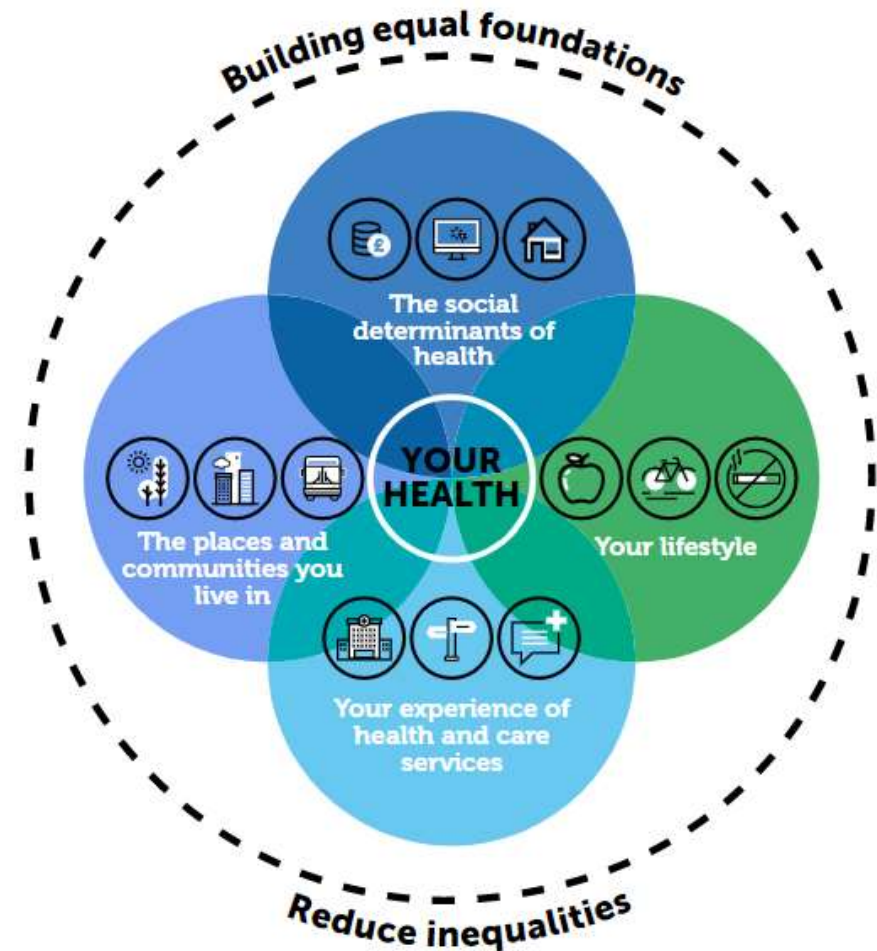 Building equal foundations
£
The social
determinants of
health
YOUR
HEALTH
The places and
communities you
live in
Your lifestyle
Your experience of
health and care
services
Reduce inequalities